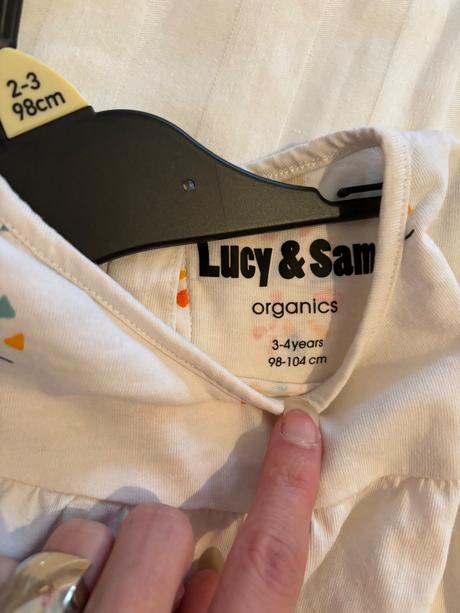 2-3
98cm
Lucy & Sam
organics
3-4years
98-104 cm